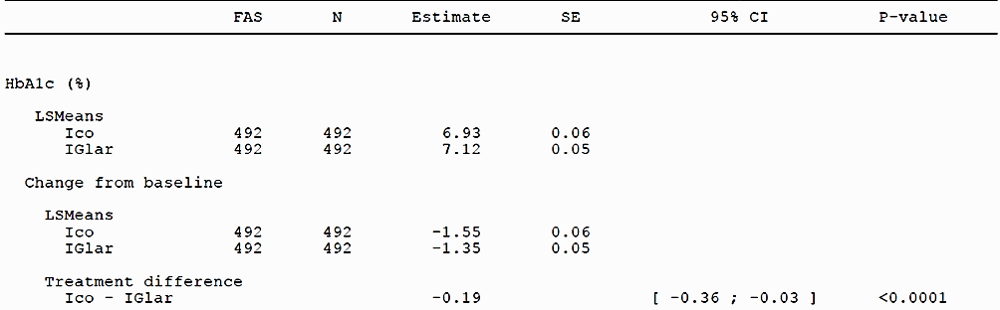 FAS N Estimate SE 95% CI P-value
HbA1c (%)
LSMeans
Ico 492 492 6.93 0.06
IGlar 492 492 7.12 0.05
Change from baseline
LSMeans
Ico 492 492 -1.55 0.06
IGlar 492 492 -1.35 0.05
Treatment difference
Ico - IGlar -0.19 [ -0.36 ; -0.03 ] <0.0001